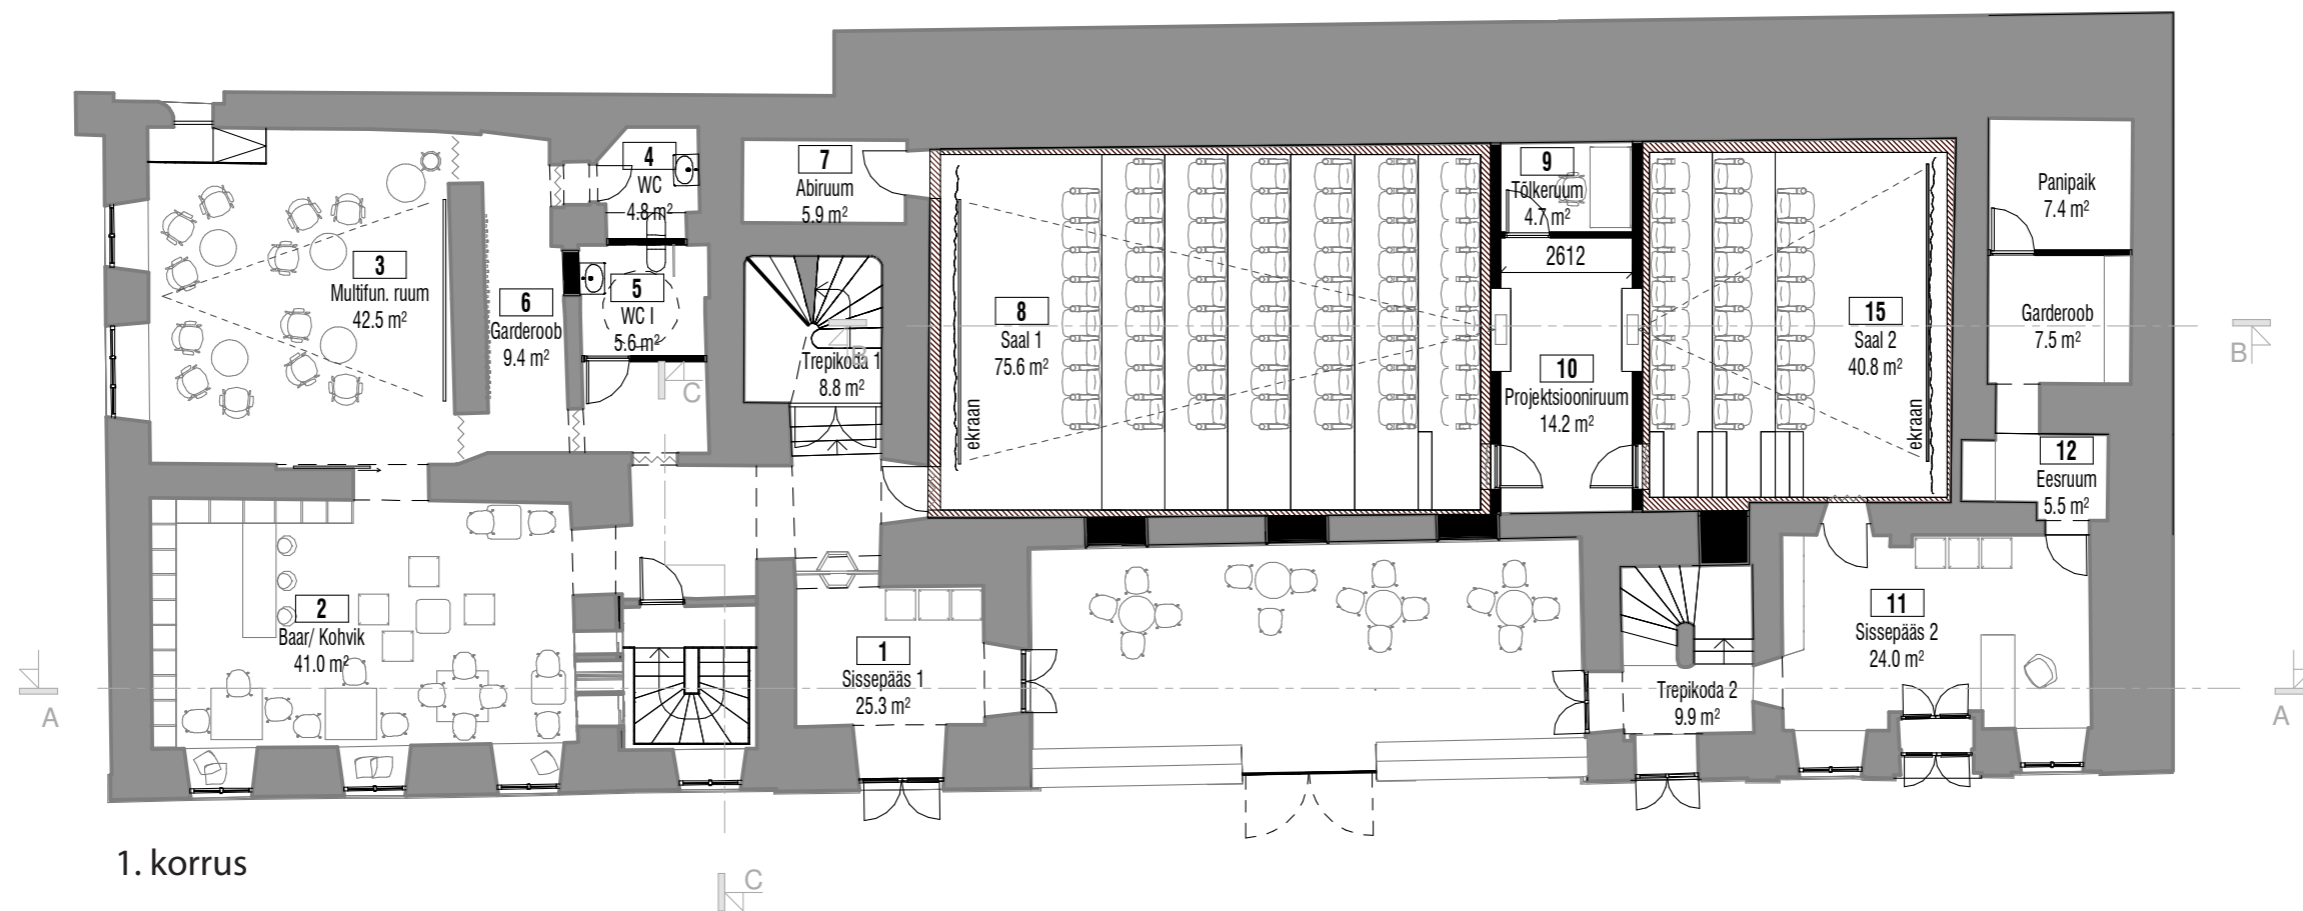 4
WC
4.8 m²
7
Abiruum
5.9 m²
9
Tõlkeruum
4.7 m²
2612
Panipaik
7.4 m²
3
Multifun. ruum
42.5 m²
6
Garderoob
9.4 m²
5
WC I
5.6 m²
Trepikoda 1
8.8 m²
B
C
8
Saal 1
75.6 m²
ekraan
10
Projektsiooniruum
14.2 m²
15
Saal 2
40.8 m²
ekraan
Garderoob
7.5 m²
B
12
Eesruum
5.5 m²
2
Baar/ Kohvik
41.0 m²
1
Sissepääs 1
25.3 m²
Trepikoda 2
9.9 m²
11
Sissepääs 2
24.0 m²
A
A
1. korrus
C